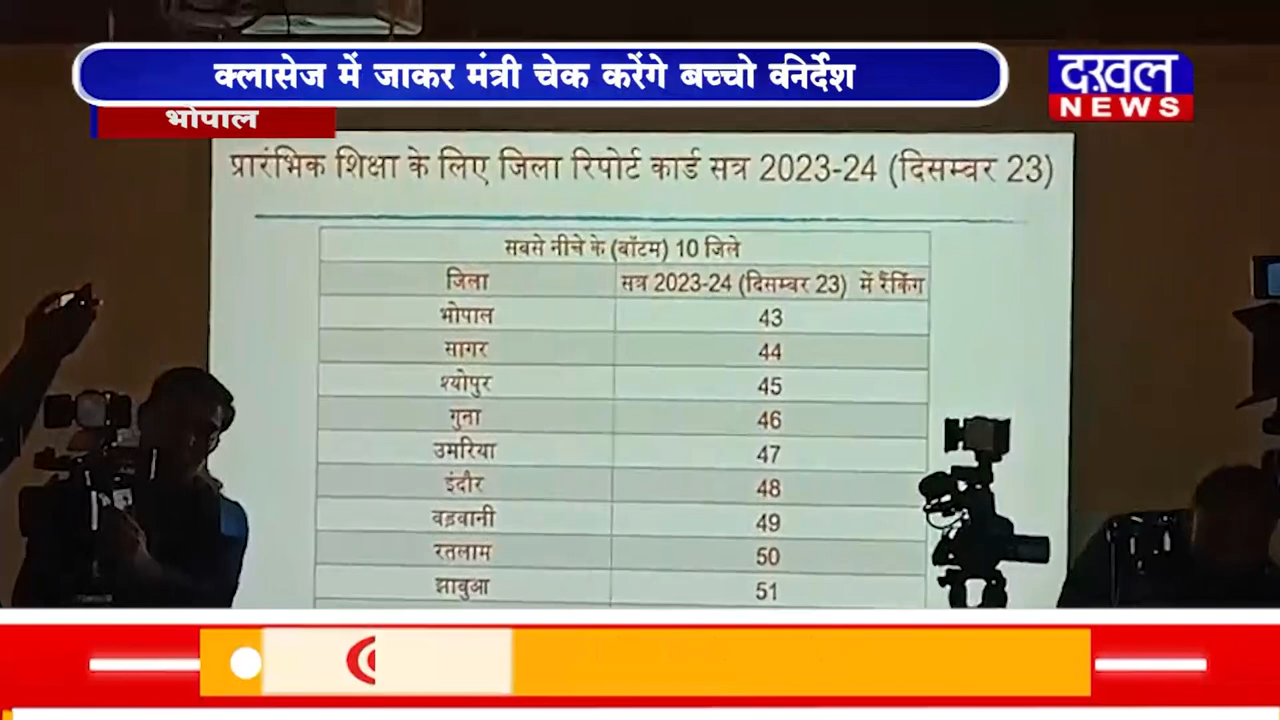 क्लासेज में जाकर मंत्री चेक करेंगे बच्चो वनिर्देश
दख़ल
NEWS
भोपाल
प्रारंभिक शिक्षा के लिए जिला रिपोर्ट कार्ड सत्र 2023-24 (दिसम्बर 23)
सबसे नीचे के (बॉटम) 10 जिले
जिला सत्र 2023-24 (दिसम्बर 23) में रैंकिंग
भोपाल 43
सागर 44
श्योपुर 45
गुना 46
उमरिया 47
इंदौर 48
बड़वानी 49
रतलाम 50
झाबुआ 51